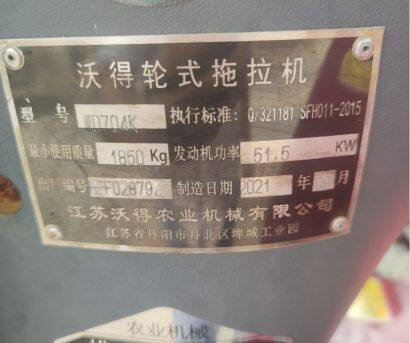 沃得轮式拖拉机
型号 WD704K 执行标准: Q/321181 SFH011-2015
最小使用质量 1850 Kg 发动机功率 51.5 KW
出厂编号 制造日期 2021 年 月
江苏沃得农业机械有限公司
江苏省丹阳市丹北区埤城工业园
农业机械